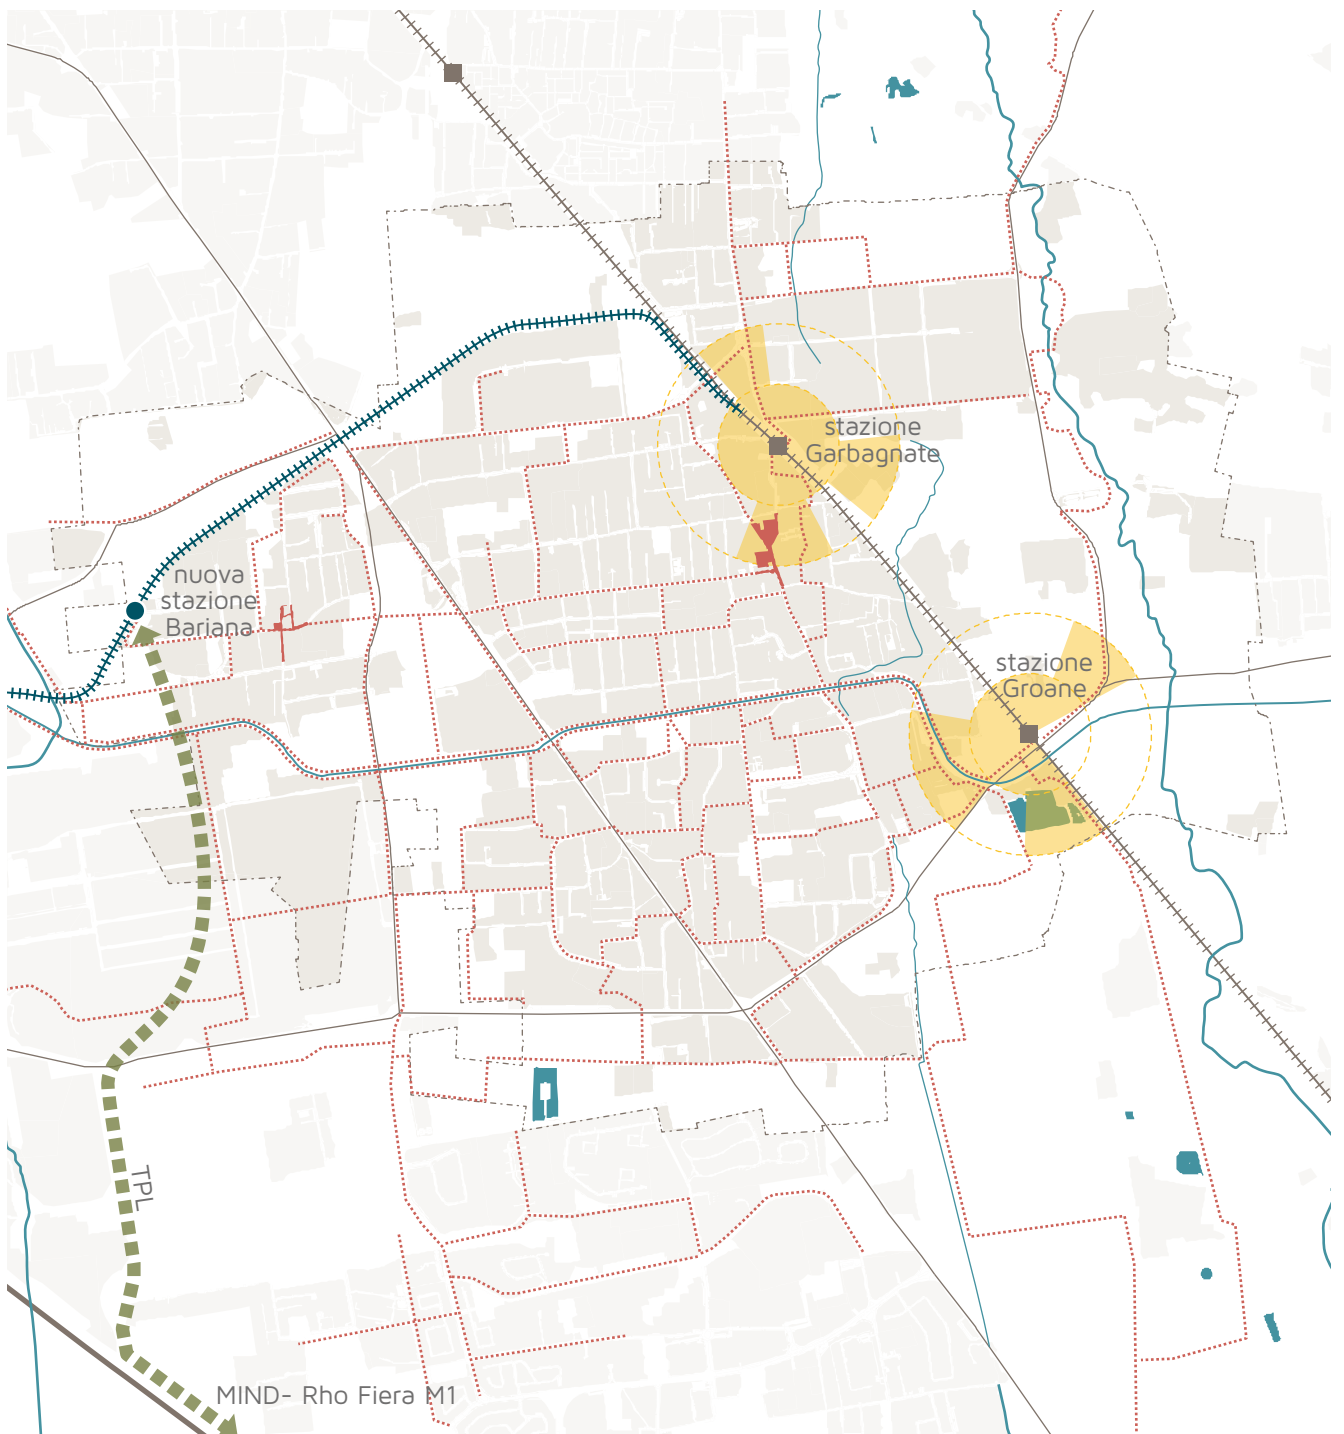 stazione
Garbagnate
nuova
stazione
Bariana
stazione
Groane
TPL
MIND- Rho Fiera M1